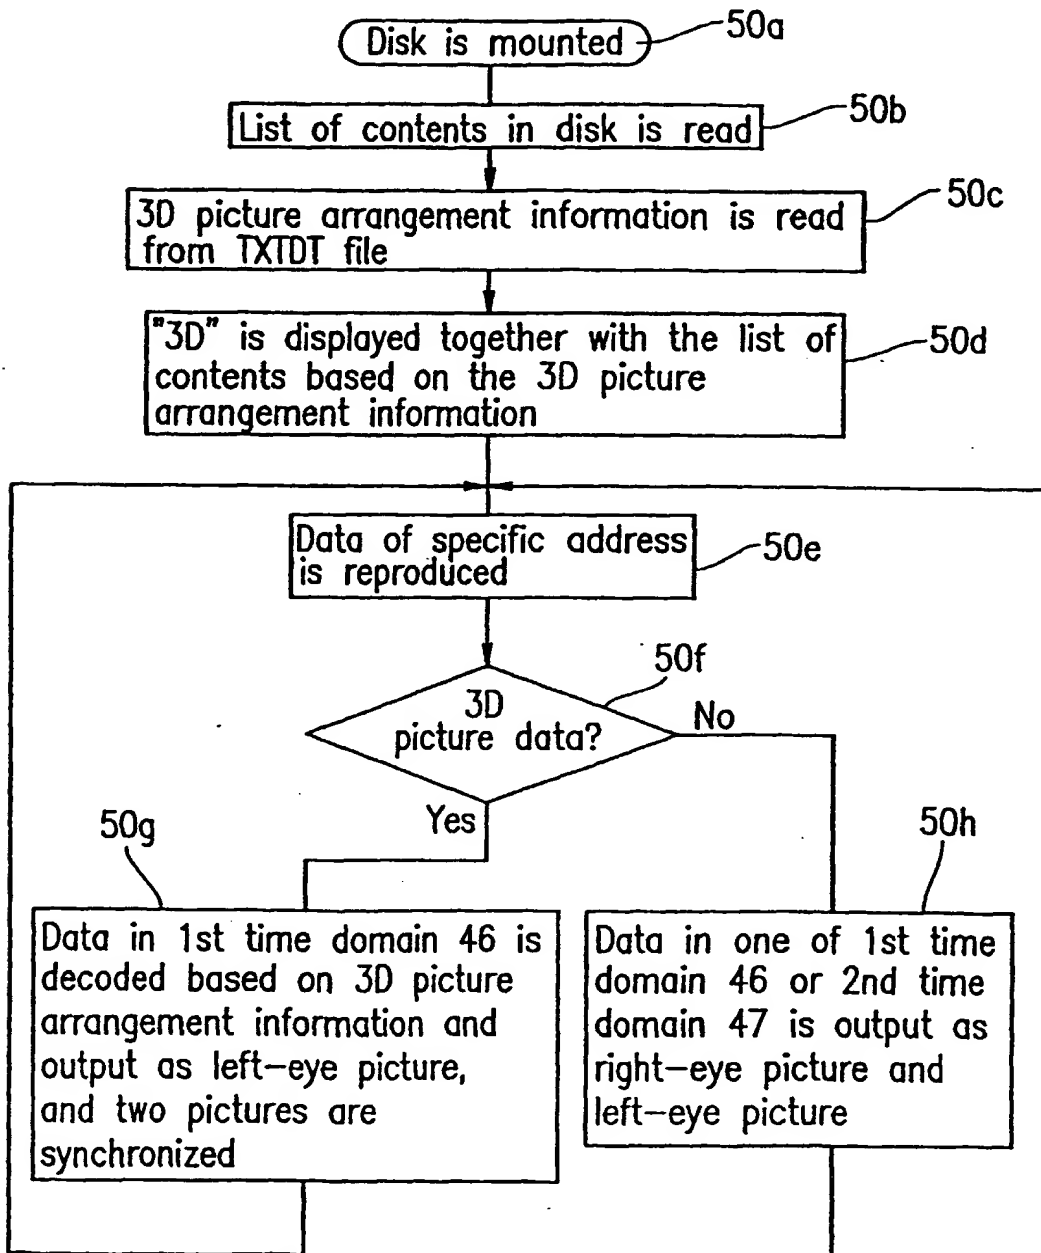 Disk is mounted
50a
List of contents in disk is read
50b
3D picture arrangement information is read
from TXTDT file
50c
"3D" is displayed together with the list of
contents based on the 3D picture
arrangement information
50d
Data of specific address
is reproduced
50e
3D
picture data?
50f
No
Yes
50g
Data in 1st time domain 46 is
decoded based on 3D picture
arrangement information and
output as left-eye picture,
and two pictures are
synchronized
50h
Data in one of 1st time
domain 46 or 2nd time
domain 47 is output as
right-eye picture and
left-eye picture